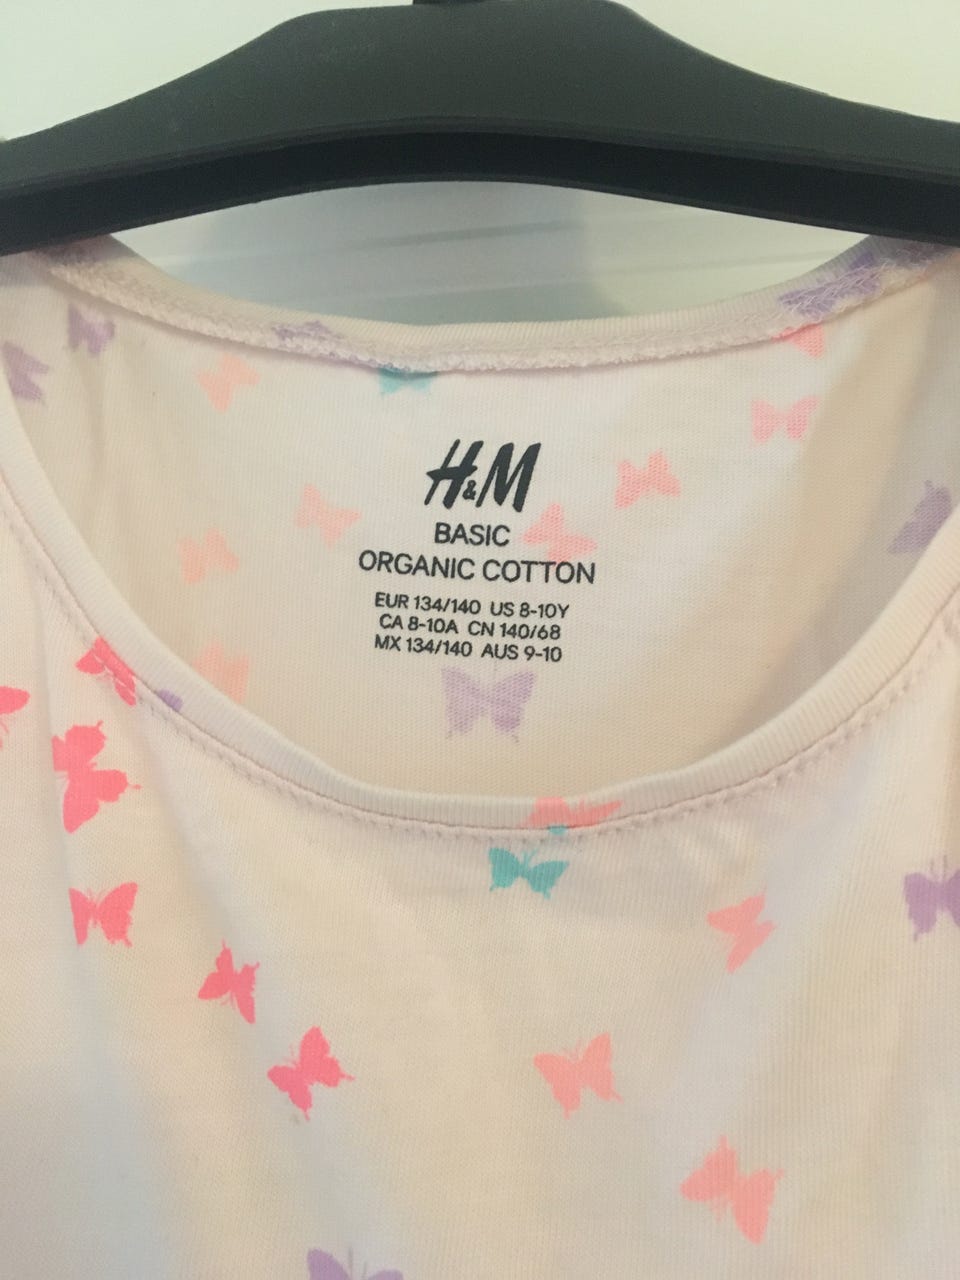 H&M
BASIC
ORGANIC COTTON
EUR 134/140 US 8-10Y
CA 8-10A CN 140/68
MX 134/140 AUS 9-10